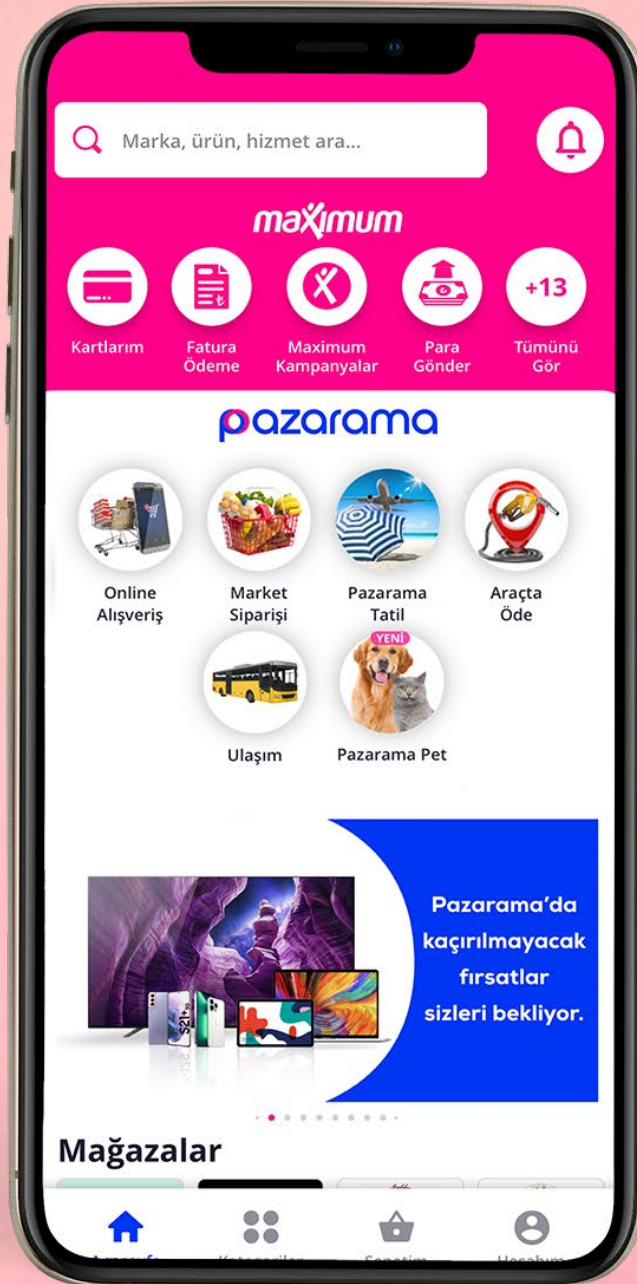 Marka, ürün, hizmet ara...
maximum
Kartlarım
Fatura
Ödeme
Maximum
Kampanyalar
Para
Gönder
+13
Tümünü
Gör
pazarama
Online
Alışveriş
Market
Siparişi
Pazarama
Tatil
Araçta
Öde
YENİ
Ulaşım
Pazarama Pet
Pazarama'da
kaçırılmayacak
fırsatlar
sizleri bekliyor.
S21+
Mağazalar